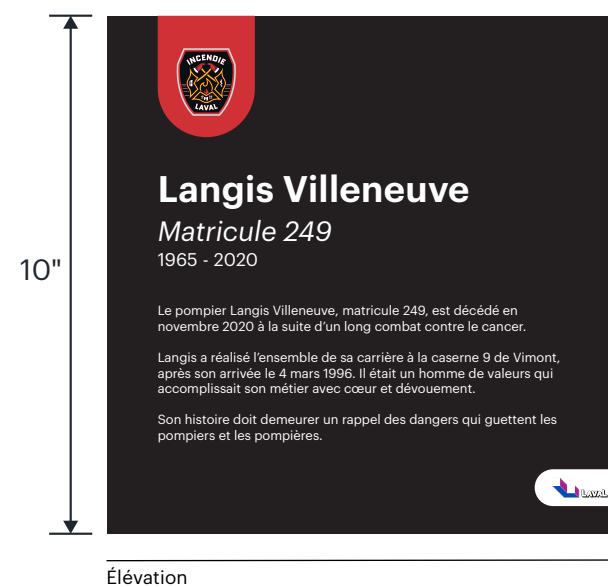 INCENDIE
LAVAL
Langis Villeneuve
Matricule 249
1965 - 2020
10"
Le pompier Langis Villeneuve, matricule 249, est décédé en
novembre 2020 à la suite d’un long combat contre le cancer.
Langis a réalisé l’ensemble de sa carrière à la caserne 9 de Vimont,
après son arrivée le 4 mars 1996. Il était un homme de valeurs qui
accomplissait son métier avec cœur et dévouement.
Son histoire doit demeurer un rappel des dangers qui guettent les
pompiers et les pompières.
LAVAL
Élévation